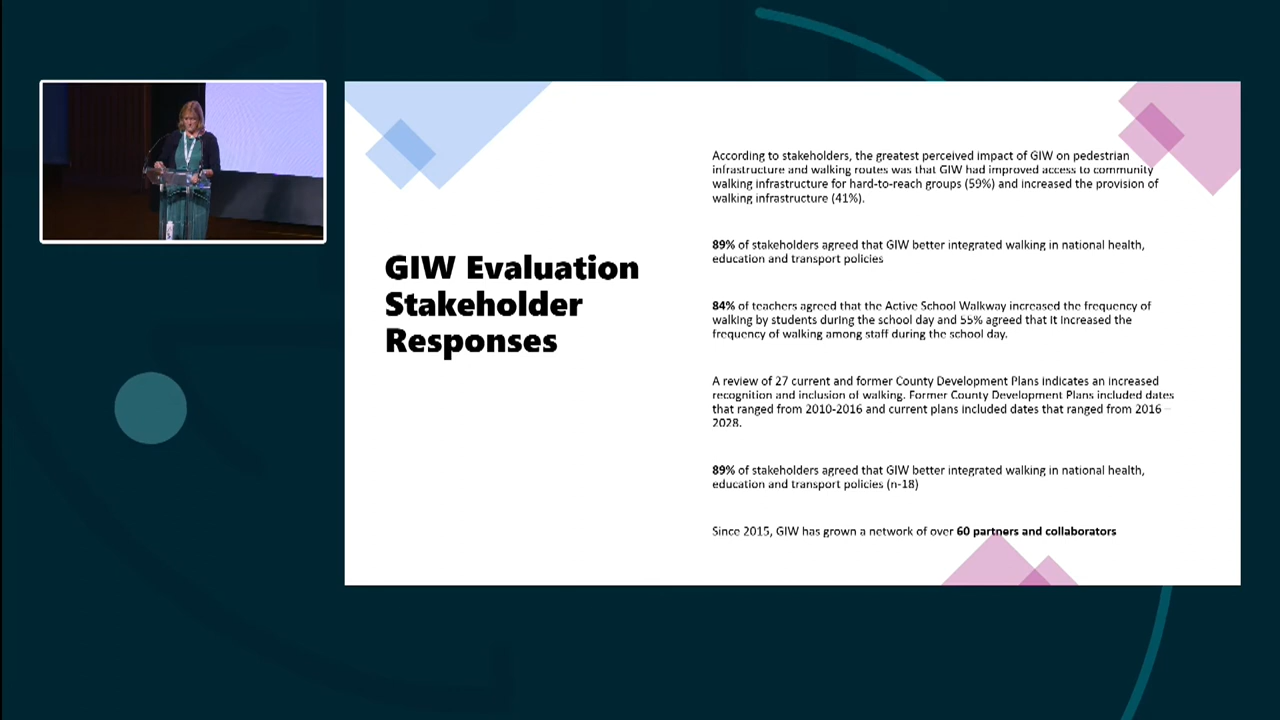 GIW Evaluation
Stakeholder
Responses
According to stakeholders, the greatest perceived impact of GIW on pedestrian
infrastructure and walking routes was that GIW had improved access to community
walking infrastructure for hard-to-reach groups (59%) and increased the provision of
walking infrastructure (41%).
89% of stakeholders agreed that GIW better integrated walking in national health,
education and transport policies
84% of teachers agreed that the Active School Walkway increased the frequency of
walking by students during the school day and 55% agreed that it increased the
frequency of walking among staff during the school day.
A review of 27 current and former County Development Plans indicates an increased
recognition and inclusion of walking. Former County Development Plans included dates
that ranged from 2010-2016 and current plans included dates that ranged from 2016 –
2028.
89% of stakeholders agreed that GIW better integrated walking in national health,
education and transport policies (n-18)
Since 2015, GIW has grown a network of over 60 partners and collaborators